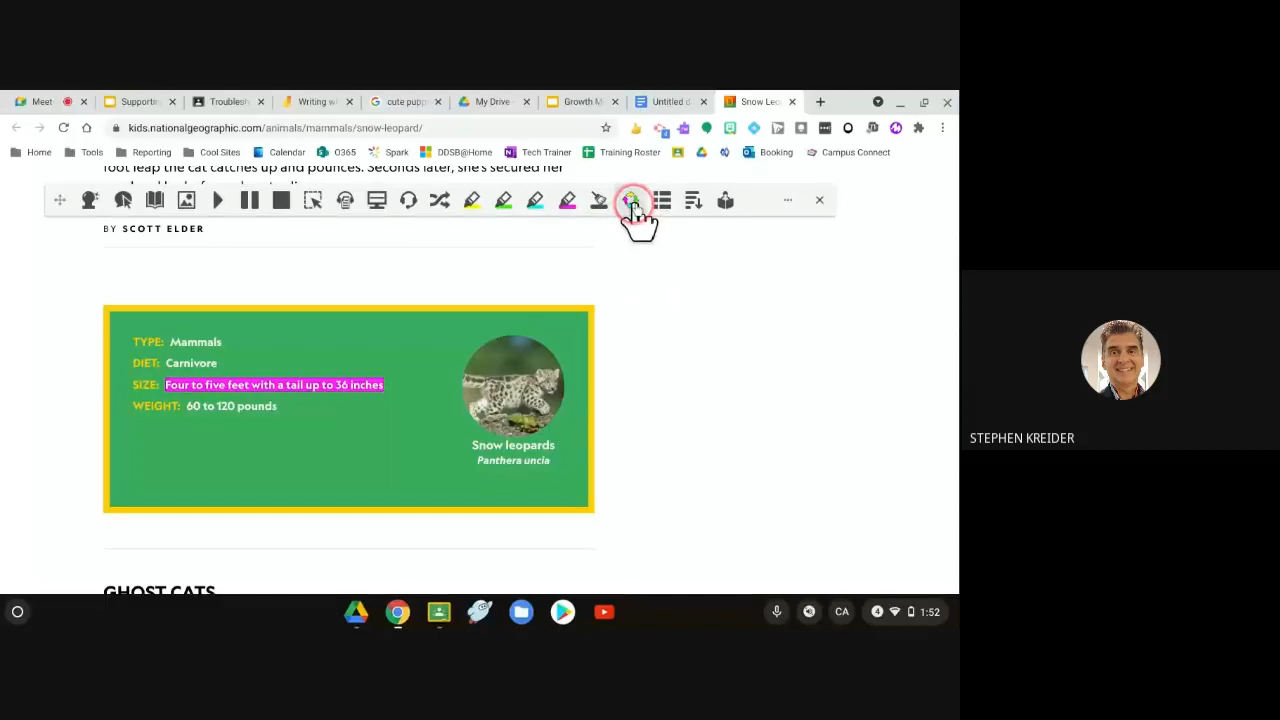 Meet
Supportin
Troublesh
Writing wi
cute pupp
My Drive -
Growth M
Untitled d
Snow Leo
kids.nationalgeographic.com/animals/mammals/snow-leopard/
Home
Tools
Reporting
Cool Sites
Calendar
O365
Spark
DDSB@Home
Tech Trainer
Training Roster
Booking
Campus Connect
foot leap the cat catches up and pounces. Seconds later, she's secured her
BY SCOTT ELDER
TYPE: Mammals
DIET: Carnivore
SIZE: Four to five feet with a tail up to 36 inches
WEIGHT: 60 to 120 pounds
Snow leopards
Panthera uncia
GHOST CATS
STEPHEN KREIDER
CA
4
1:52